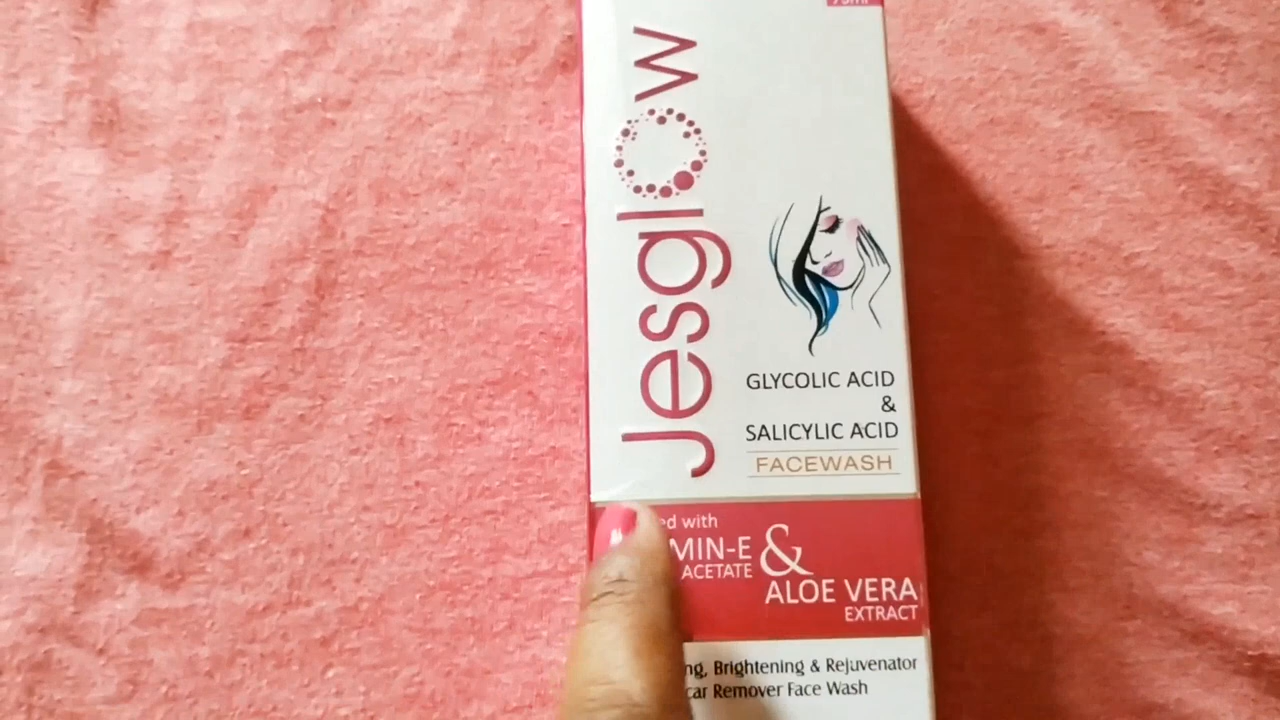 75ml
Jesglow
GLYCOLIC ACID
&
SALICYLIC ACID
FACEWASH
ed with
MIN-E
&
ACETATE
ALOE VERA
EXTRACT
ng, Brightening & Rejuvenator
car Remover Face Wash